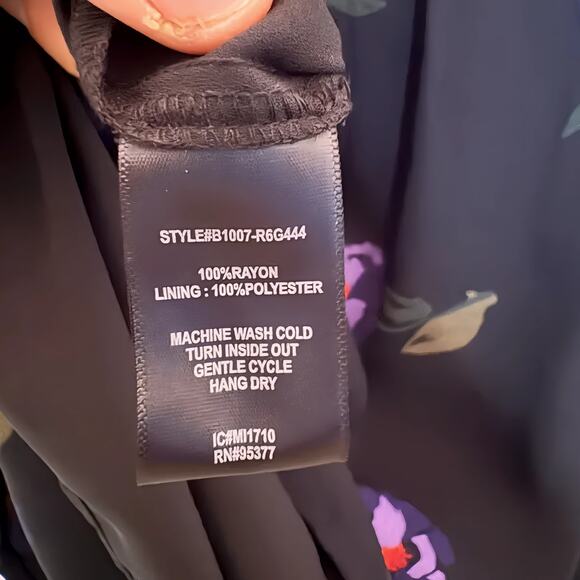 STYLE#B1007-R6G444
100%RAYON
LINING : 100%POLYESTER
MACHINE WASH COLD
TURN INSIDE OUT
GENTLE CYCLE
HANG DRY
IC#MI1710
RN#95377